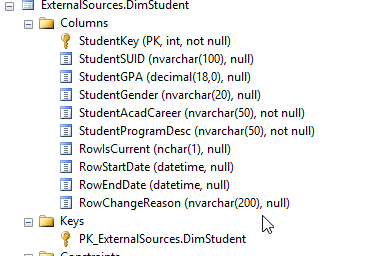 ExternalSources.DimStudent
Columns
StudentKey (PK, int, not null)
StudentSUID (nvarchar(100), null)
StudentGPA (decimal(18,0), null)
StudentGender (nvarchar(20), null)
StudentAcadCareer (nvarchar(50), not null)
StudentProgramDesc (nvarchar(50), not null)
RowIsCurrent (nchar(1), null)
RowStartDate (datetime, null)
RowEndDate (datetime, null)
RowChangeReason (nvarchar(200), null)
Keys
PK_ExternalSources.DimStudent
Constraints